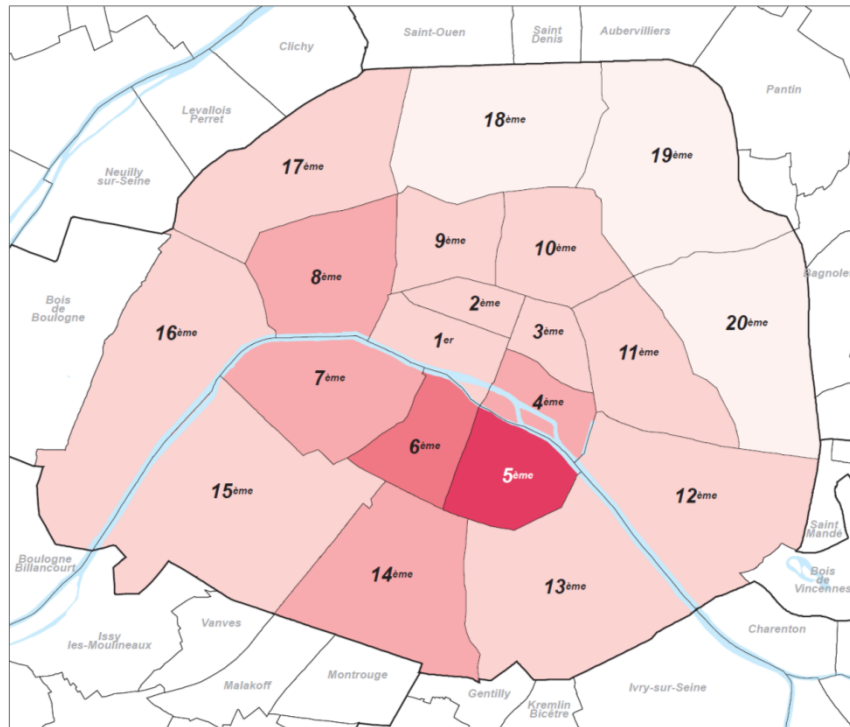 Clichy
Saint-Ouen
Saint
Denis
Aubervilliers
Pantin
Levallois
Perret
Neuilly
sur-Seine
18ème
19ème
17ème
9ème
10ème
8ème
Bagnolet
Bois
de
Boulogne
2ème
16ème
1er
3ème
11ème
20ème
7ème
4ème
6ème
5ème
15ème
12ème
Saint
Mandé
Boulogne
Billancourt
14ème
13ème
Bois
de
Vincennes
Issy
les-Moulineaux
Vanves
Charenton
Malakoff
Montrouge
Gentilly
Kremlin
Bicêtre
Ivry-sur-Seine